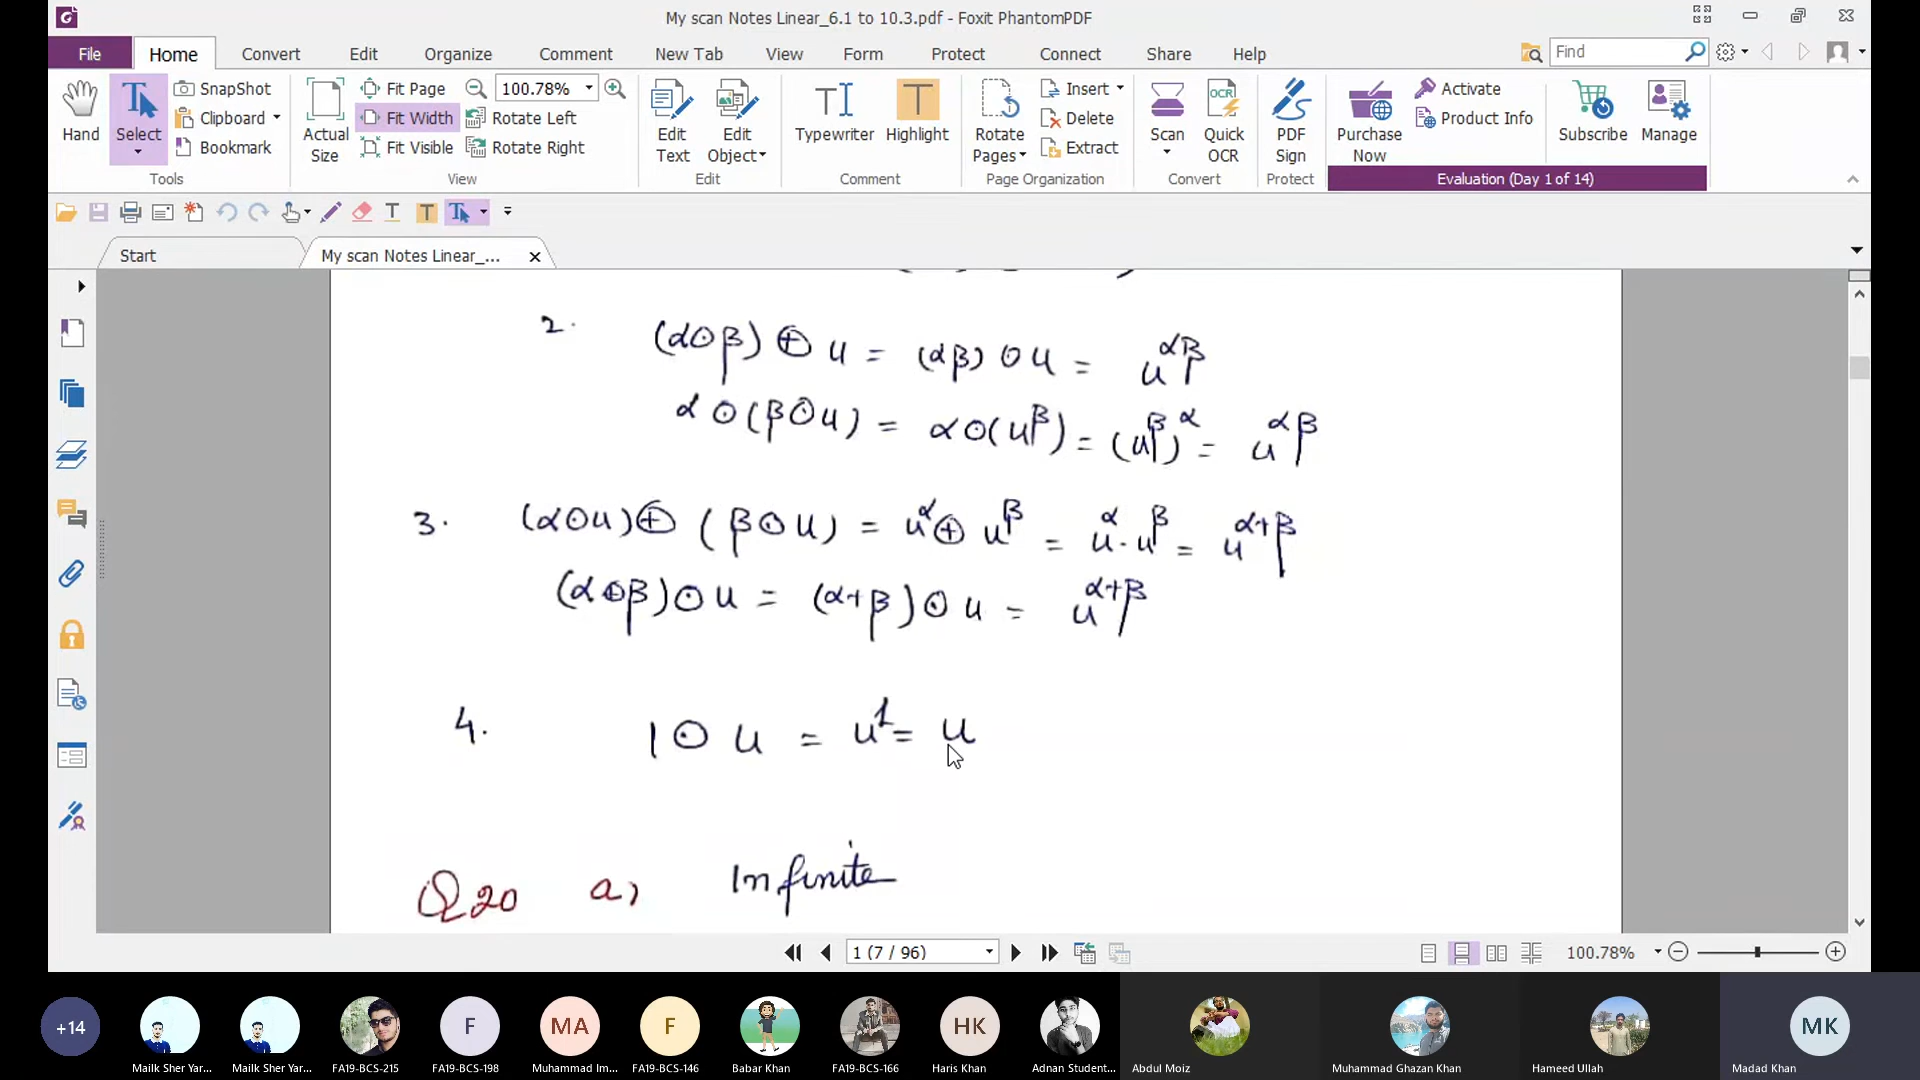 My scan Notes Linear_6.1 to 10.3.pdf - Foxit PhantomPDF
File Home Convert Edit Organize Comment New Tab View Form Protect Connect Share Help Find
Hand
Select
SnapShot
Clipboard
Bookmark
Tools
Actual Size
Fit Page
Fit Width
Fit Visible
100.78%
Rotate Left
Rotate Right
View
Edit Text
Edit Object
Edit
Typewriter
Highlight
Comment
Rotate Pages
Insert
Delete
Extract
Page Organization
Scan
Quick OCR
Convert
PDF Sign
Protect
Purchase Now
Activate
Product Info
Subscribe
Manage
Evaluation (Day 1 of 14)
Start
My scan Notes Linear_...
2. (α⊙β) ⊕ u = (αβ) ⊙ u = u^αβ
α ⊙ (β⊙u) = α⊙(u^β) = (u^β)^α = u^αβ
3. (α⊙u) ⊕ (β⊙u) = u^α ⊕ u^β = u^α · u^β = u^α+β
(α⊕β)⊙u = (α+β)⊙u = u^α+β
4. 1 ⊙ u = u^1 = u
Q20 a) Infinite
1 (7 / 96)
100.78%
+14
F
MA
F
HK
MK
Mailk Sher Yar...
Mailk Sher Yar...
FA19-BCS-215
FA19-BCS-198
Muhammad Im...
FA19-BCS-146
Babar Khan
FA19-BCS-166
Haris Khan
Adnan Student...
Abdul Moiz
Muhammad Ghazan Khan
Hameed Ullah
Madad Khan